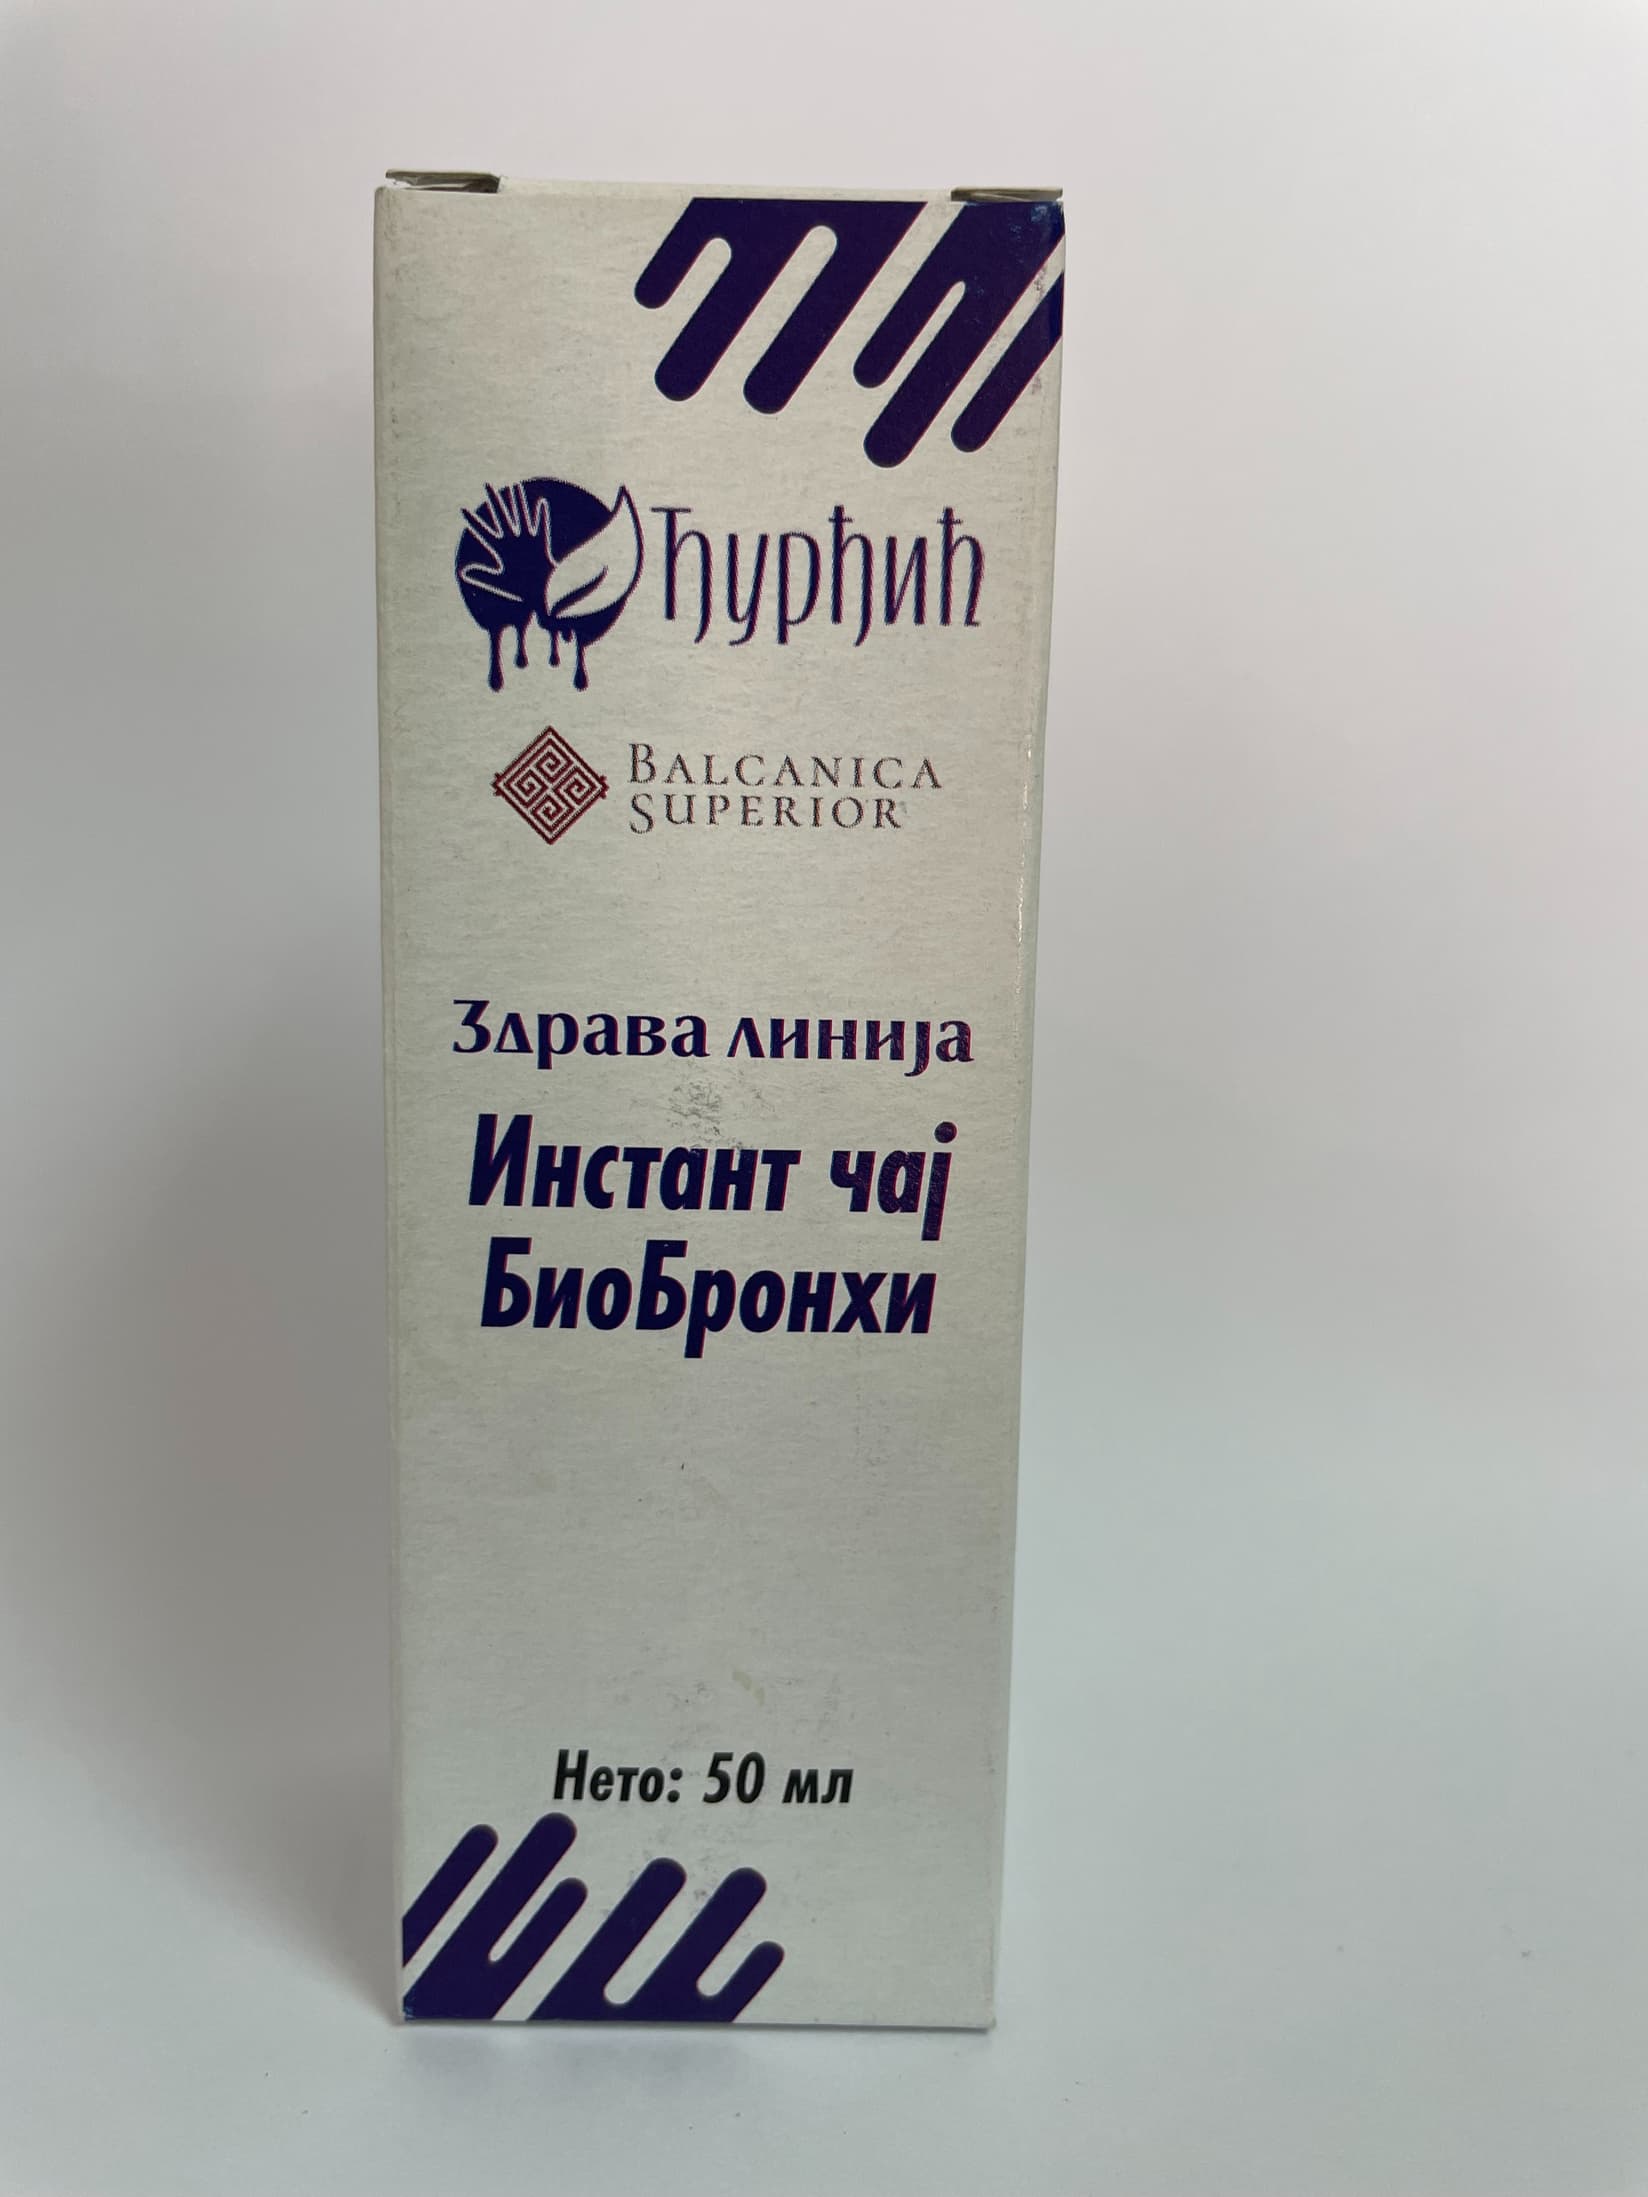 Ђурђић
BALCANICA
SUPERIOR
Здрава линија
Инстант чај
БиоБронхи
Нето: 50 мл